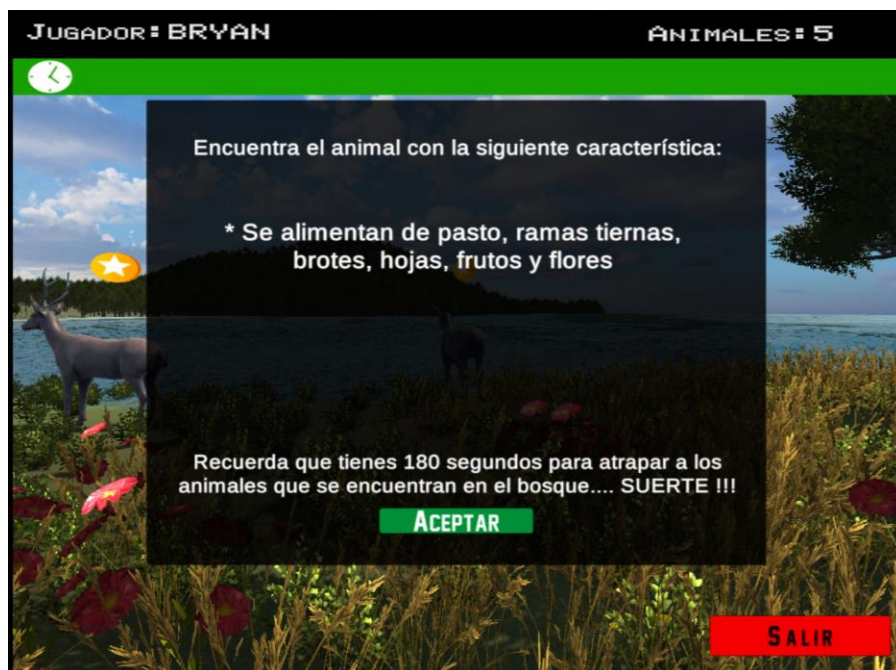 JUGADOR: BRYAN
ANIMALES: 5
Encuentra el animal con la siguiente característica:
* Se alimentan de pasto, ramas tiernas,
brotes, hojas, frutos y flores
Recuerda que tienes 180 segundos para atrapar a los
animales que se encuentran en el bosque.... SUERTE !!!
ACEPTAR
SALIR